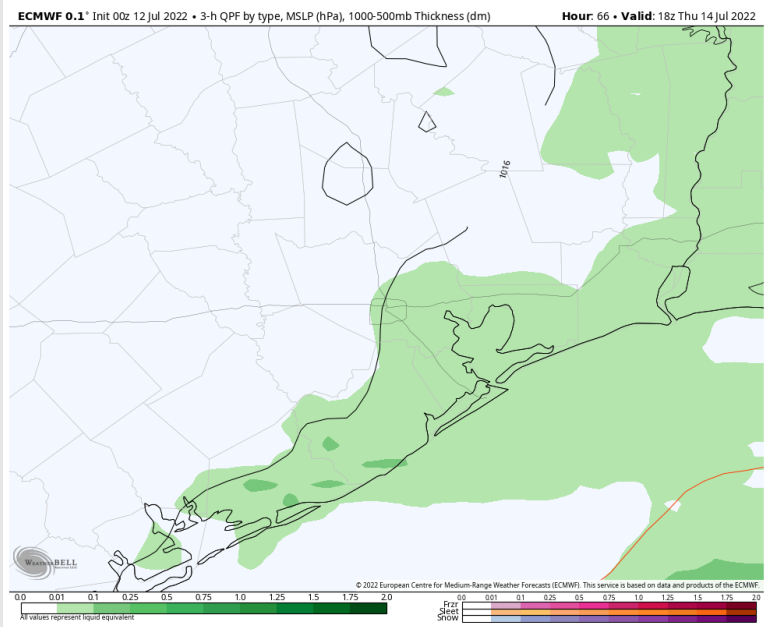 ECMWF 0.1° Init 00z 12 Jul 2022 • 3-h QPF by type, MSLP (hPa), 1000-500mb Thickness (dm) Hour: 66 • Valid: 18z Thu 14 Jul 2022
1016
WEATHERBELL
© 2022 European Centre for Medium-Range Weather Forecasts (ECMWF). This service is based on data and products of the ECMWF.
0.0 0.01 0.1 0.25 0.5 0.75 1.0 1.25 1.5 1.75 2.0
All values represent liquid equivalent
0.0 0.01 0.1 0.25 0.5 0.75 1.0 1.25 1.5 1.75 2.0
Frzr
Sleet
Snow